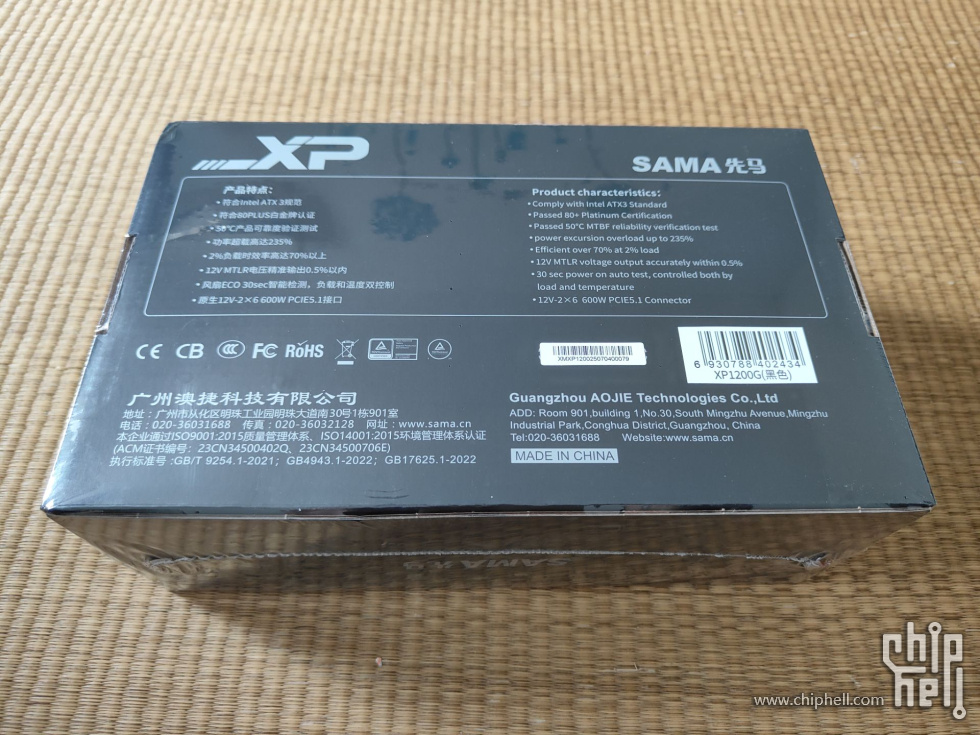 XP
SAMA先马
产品特点：
•符合Intel ATX 3规范
•符合80PLUS白金牌认证
•50℃产品可靠度验证测试
•功率超载高达235%
•2%负载时效率高达70%以上
•12V MTLR电压精准输出0.5%以内
•风扇ECO 30sec智能检测，负载和温度双控制
•原生12V-2×6 600W PCIE5.1接口
Product characteristics:
•Comply with Intel ATX3 Standard
•Passed 80+ Platinum Certification
•Passed 50℃ MTBF reliability verification test
•power excursion overload up to 235%
•Efficient over 70% at 2% load
•12V MTLR voltage output accurately within 0.5%
•30 sec power on auto test, controlled both by
load and temperature
•12V-2×6 600W PCIE5.1 Connector
CE CB CCC FC RoHS
XMXP120025070400079
6 930788 402434
XP1200G(黑色)
广州澳捷科技有限公司
地址：广州市从化区明珠工业园明珠大道南30号1栋901室
电话：020-36031688 传真：020-36032128 网址：www.sama.cn
本企业通过ISO9001:2015质量管理体系、ISO14001:2015环境管理体系认证
(ACM证书编号：23CN34500402Q、23CN34500706E)
执行标准号:GB/T 9254.1-2021；GB4943.1-2022；GB17625.1-2022
Guangzhou AOJIE Technologies Co.,Ltd
ADD: Room 901,building 1,No.30,South Mingzhu Avenue,Mingzhu
Industrial Park,Conghua District,Guangzhou, China
Tel:020-36031688 Website:www.sama.cn
MADE IN CHINA
SAMA先马
www.chiphell.com
chip
hell